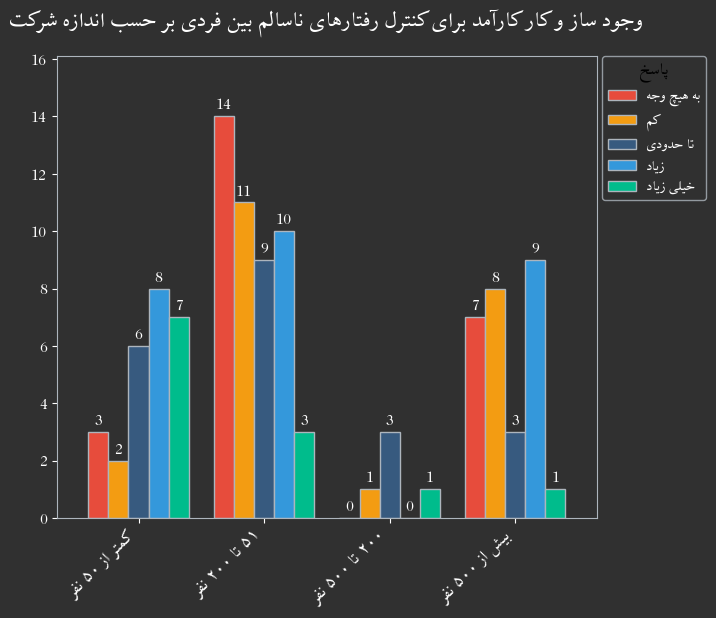 وجود ساز و کار کارآمد برای کنترل رفتارهای ناسالم بین فردی بر حسب اندازه شرکت
پاسخ
به هیچ وجه
کم
تا حدودی
زیاد
خیلی زیاد
16
14
12
10
8
6
4
2
0
3
2
6
8
7
14
11
9
10
3
0
1
3
0
1
7
8
3
9
1
کمتر از ۵۰ نفر
۵۱ تا ۲۰۰ نفر
۲۰۰ تا ۵۰۰ نفر
بیش از ۵۰۰ نفر